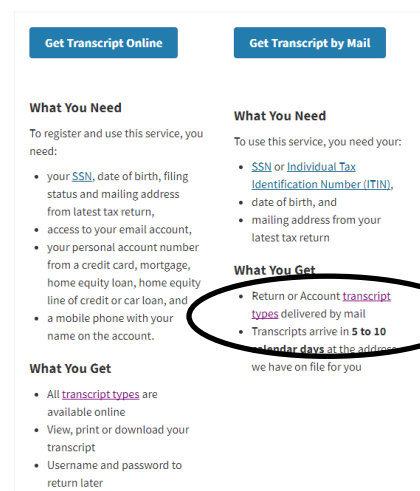 Get Transcript Online
What You Need
To register and use this service, you
need:
your SSN, date of birth, filing
status and mailing address
from latest tax return,
access to your email account,
your personal account number
from a credit card, mortgage,
home equity loan, home equity
line of credit or car loan, and
a mobile phone with your
name on the account.
What You Get
All transcript types are
available online
View, print or download your
transcript
Username and password to
return later
Get Transcript by Mail
What You Need
To use this service, you need your:
SSN or Individual Tax
Identification Number (ITIN),
date of birth, and
mailing address from your
latest tax return
What You Get
Return or Account transcript
types delivered by mail
Transcripts arrive in 5 to 10
calendar days at the address
we have on file for you